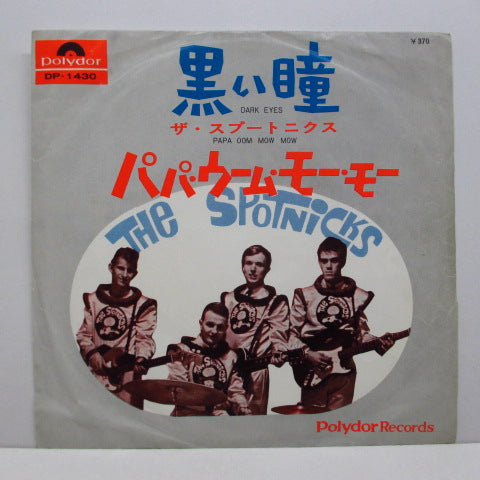 Polydor
DP-1430
¥370
黒い瞳
DARK EYES
ザ・スプートニクス
PAPA OOM MOW MOW
パパ・ウーム・モー・モー
THE SPOTNICKS
Polydor Records